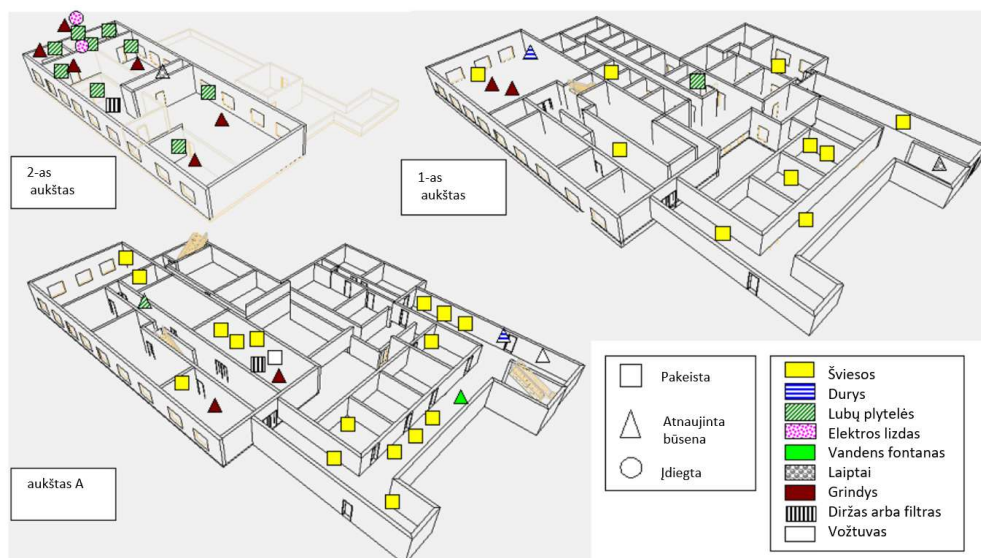 2-as
aukštas
1-as
aukštas
aukštas A
Pakeista
Atnaujinta
būsena
Įdiegta
Šviesos
Durys
Lubų plytelės
Elektros lizdas
Vandens fontanas
Laiptai
Grindys
Diržas arba filtras
Vožtuvas